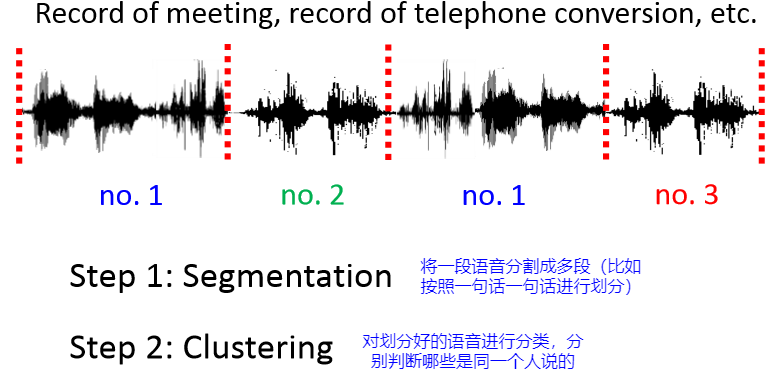 Record of meeting, record of telephone conversion, etc.
no. 1 no. 2 no. 1 no. 3
Step 1: Segmentation
将一段语音分割成多段（比如
按照一句话一句话进行划分）
Step 2: Clustering
对划分好的语音进行分类，分
别判断哪些是同一个人说的